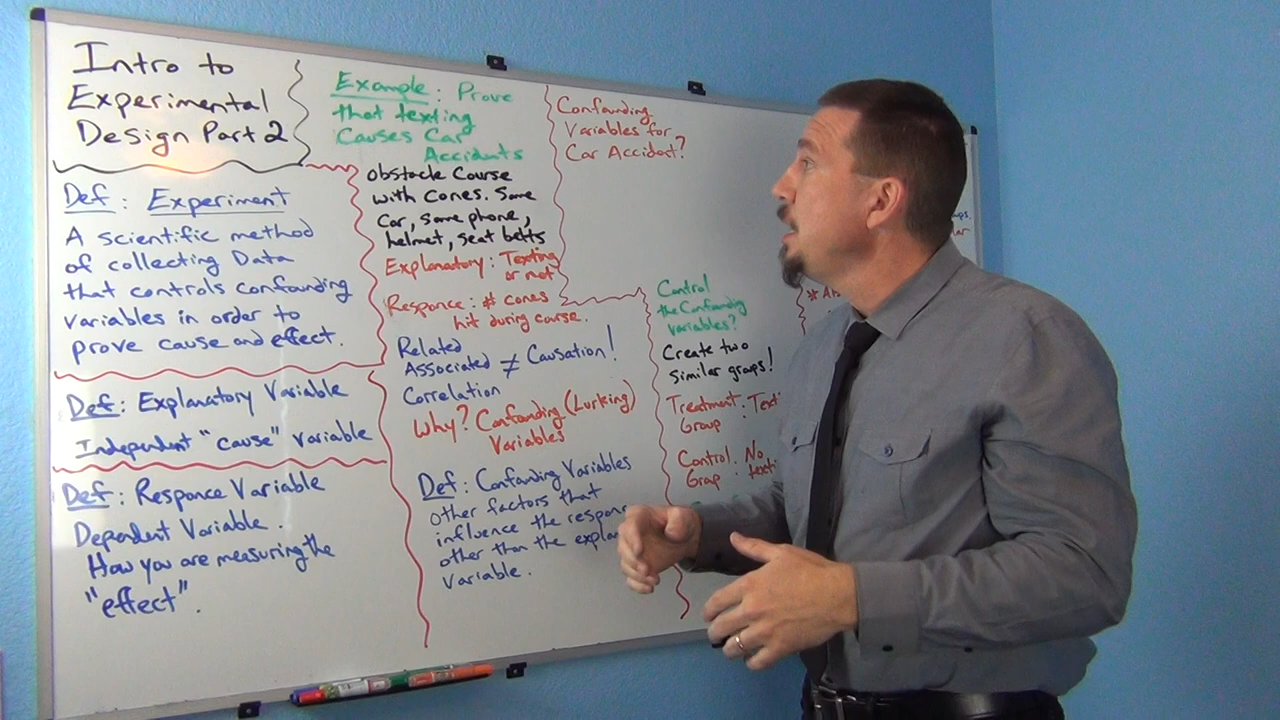 Intro to
Experimental
Design Part 2
Def: Experiment
A scientific method
of collecting Data
that controls confounding
variables in order to
prove cause and effect.
Def: Explanatory Variable
Independent "cause" variable
Def: Responce Variable
Dependent Variable.
How you are measuring the
"effect".
Example: Prove
that texting
Causes Car
Accidents
Obstacle Course
with cones. Same
Car, same phone,
helmet, seat belts
Explanatory: Texting
or not
Responce: # cones
hit during course.
Related
Associated ≠ Causation!
Correlation
Why? Confounding (Lurking)
Variables
Def: Confounding Variables
other factors that
influence the respon
other than the expla
variable.
Confounding
Variables for
Car Accident?
Control
the Confounding
variables?
Create two
similar groups!
Treatment : Text
Group
Control : No
Group texti